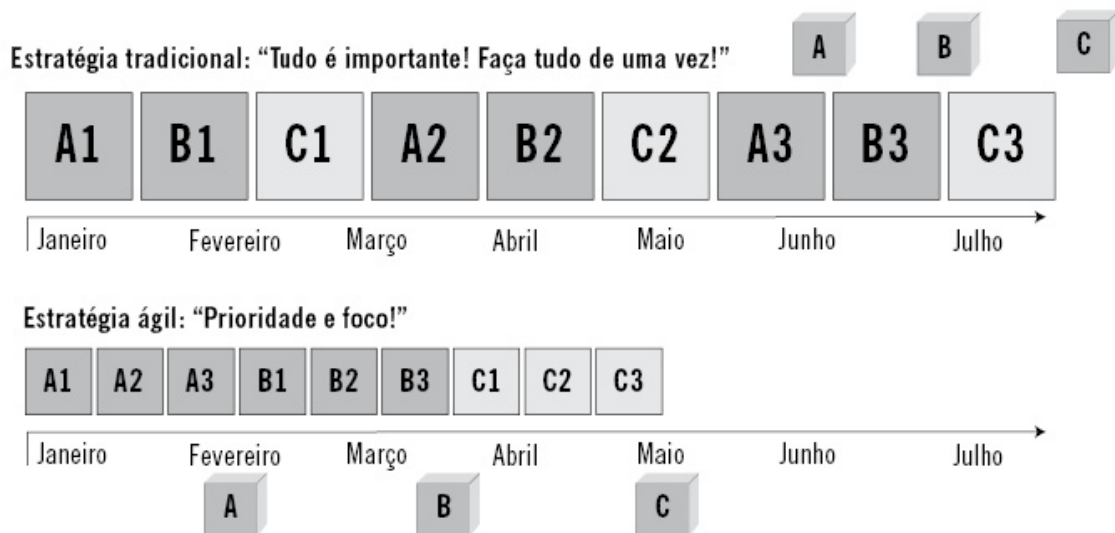 A B C
Estratégia tradicional: “Tudo é importante! Faça tudo de uma vez!”
A1 B1 C1 A2 B2 C2 A3 B3 C3
Janeiro Fevereiro Março Abril Maio Junho Julho
Estratégia ágil: “Prioridade e foco!”
A1 A2 A3 B1 B2 B3 C1 C2 C3
Janeiro Fevereiro Março Abril Maio Junho Julho
A B C